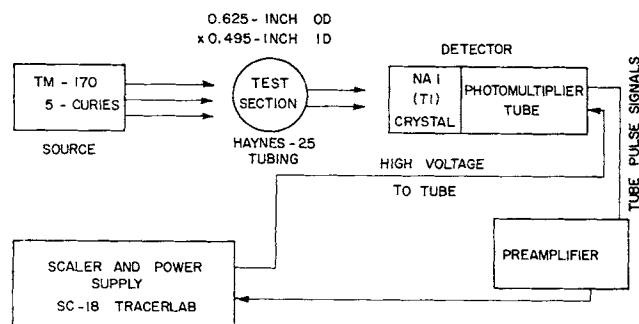 0.625- INCH OD
x 0.495-INCH ID
DETECTOR
TM - 170
5 - CURIES
SOURCE
TEST
SECTION
HAYNES - 25
TUBING
NA I
(TI)
CRYSTAL
PHOTOMULTIPLIER
TUBE
TUBE PULSE SIGNALS
HIGH VOLTAGE
TO TUBE
PREAMPLIFIER
SCALER AND POWER
SUPPLY
SC-18 TRACERLAB